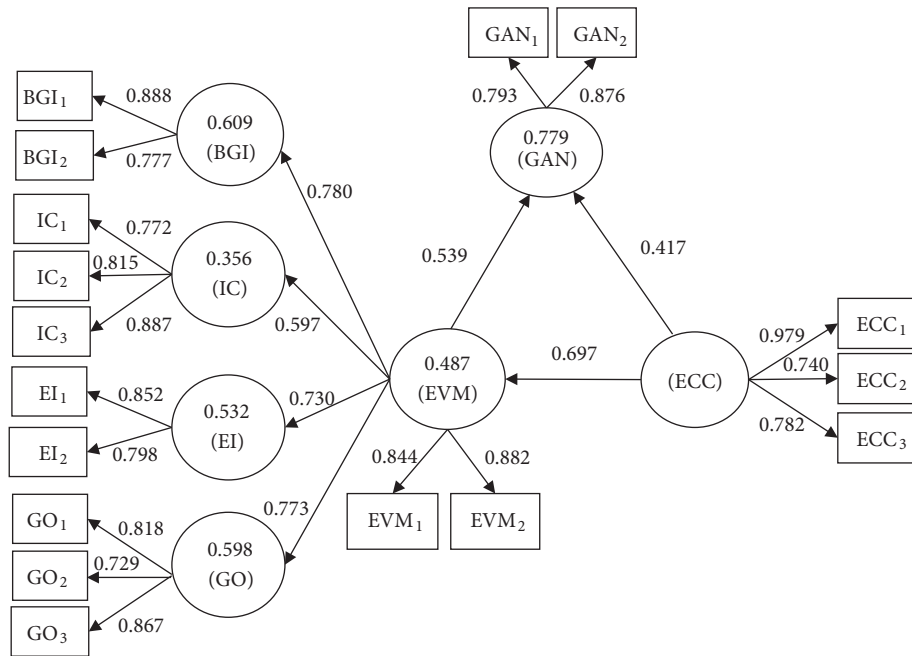 GAN₁
GAN₂
0.793
0.876
0.779
(GAN)
BGI₁
BGI₂
0.888
0.777
0.609
(BGI)
0.780
IC₁
IC₂
IC₃
0.772
0.815
0.887
0.356
(IC)
0.597
0.539
0.417
EI₁
EI₂
0.852
0.798
0.532
(EI)
0.730
0.487
(EVM)
0.697
(ECC)
0.979
0.740
0.782
ECC₁
ECC₂
ECC₃
0.844
0.882
EVM₁
EVM₂
GO₁
GO₂
GO₃
0.818
0.729
0.867
0.598
(GO)
0.773